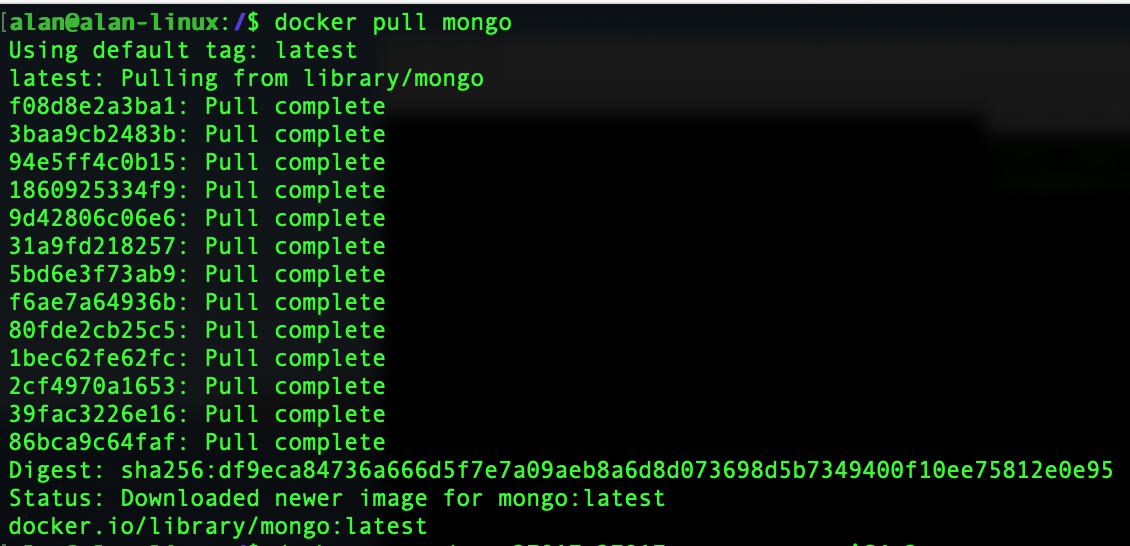 [alan@alan-linux:/$ docker pull mongo
Using default tag: latest
latest: Pulling from library/mongo
f08d8e2a3ba1: Pull complete
3baa9cb2483b: Pull complete
94e5ff4c0b15: Pull complete
1860925334f9: Pull complete
9d42806c06e6: Pull complete
31a9fd218257: Pull complete
5bd6e3f73ab9: Pull complete
f6ae7a64936b: Pull complete
80fde2cb25c5: Pull complete
1bec62fe62fc: Pull complete
2cf4970a1653: Pull complete
39fac3226e16: Pull complete
86bca9c64faf: Pull complete
Digest: sha256:df9eca84736a666d5f7e7a09aeb8a6d8d073698d5b7349400f10ee75812e0e95
Status: Downloaded newer image for mongo:latest
docker.io/library/mongo:latest